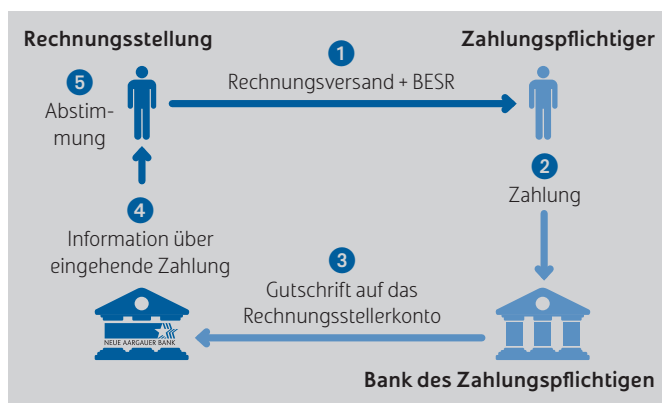 Rechnungsstellung
Zahlungspflichtiger
1
Rechnungsversand + BESR
5
Abstim-
mung
2
Zahlung
4
Information über
eingehende Zahlung
3
Gutschrift auf das
Rechnungsstellerkonto
NEUE AARGAUER BANK
Bank des Zahlungspflichtigen